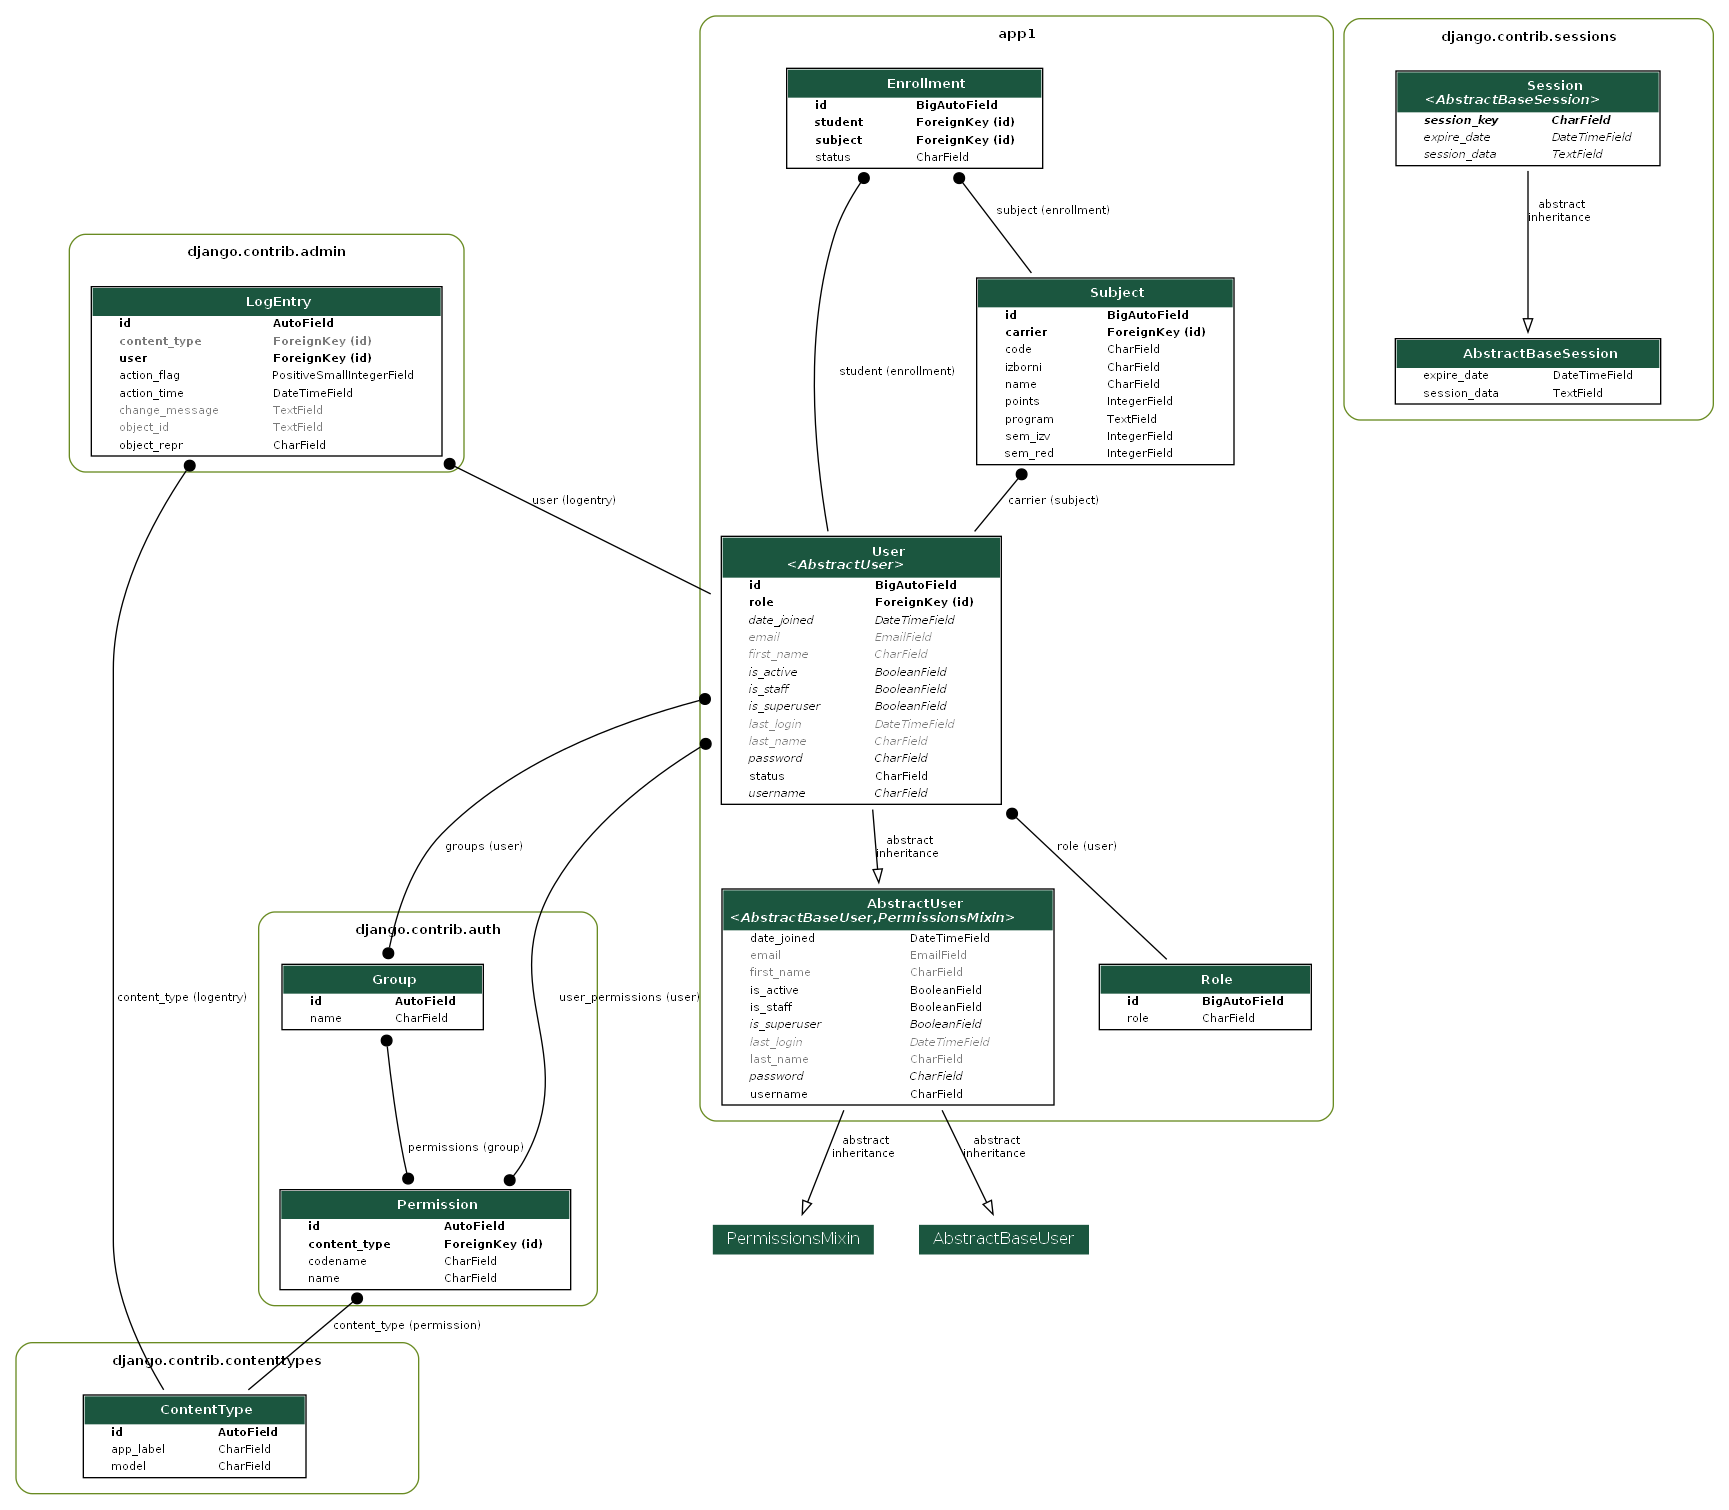 app1
Enrollment
id BigAutoField
student ForeignKey (id)
subject ForeignKey (id)
status CharField
subject (enrollment)
student (enrollment)
Subject
id BigAutoField
carrier ForeignKey (id)
code CharField
izborni CharField
name CharField
points IntegerField
program TextField
sem_izv IntegerField
sem_red IntegerField
carrier (subject)
django.contrib.sessions
Session
<AbstractBaseSession>
session_key CharField
expire_date DateTimeField
session_data TextField
abstract
inheritance
AbstractBaseSession
expire_date DateTimeField
session_data TextField
django.contrib.admin
LogEntry
id AutoField
content_type ForeignKey (id)
user ForeignKey (id)
action_flag PositiveSmallIntegerField
action_time DateTimeField
change_message TextField
object_id TextField
object_repr CharField
user (logentry)
User
<AbstractUser>
id BigAutoField
role ForeignKey (id)
date_joined DateTimeField
email EmailField
first_name CharField
is_active BooleanField
is_staff BooleanField
is_superuser BooleanField
last_login DateTimeField
last_name CharField
password CharField
status CharField
username CharField
groups (user)
abstract
inheritance
role (user)
AbstractUser
<AbstractBaseUser,PermissionsMixin>
date_joined DateTimeField
email EmailField
first_name CharField
is_active BooleanField
is_staff BooleanField
is_superuser BooleanField
last_login DateTimeField
last_name CharField
password CharField
username CharField
Role
id BigAutoField
role CharField
content_type (logentry)
user_permissions (user)
django.contrib.auth
Group
id AutoField
name CharField
permissions (group)
Permission
id AutoField
content_type ForeignKey (id)
codename CharField
name CharField
abstract
inheritance
abstract
inheritance
PermissionsMixin
AbstractBaseUser
content_type (permission)
django.contrib.contenttypes
ContentType
id AutoField
app_label CharField
model CharField